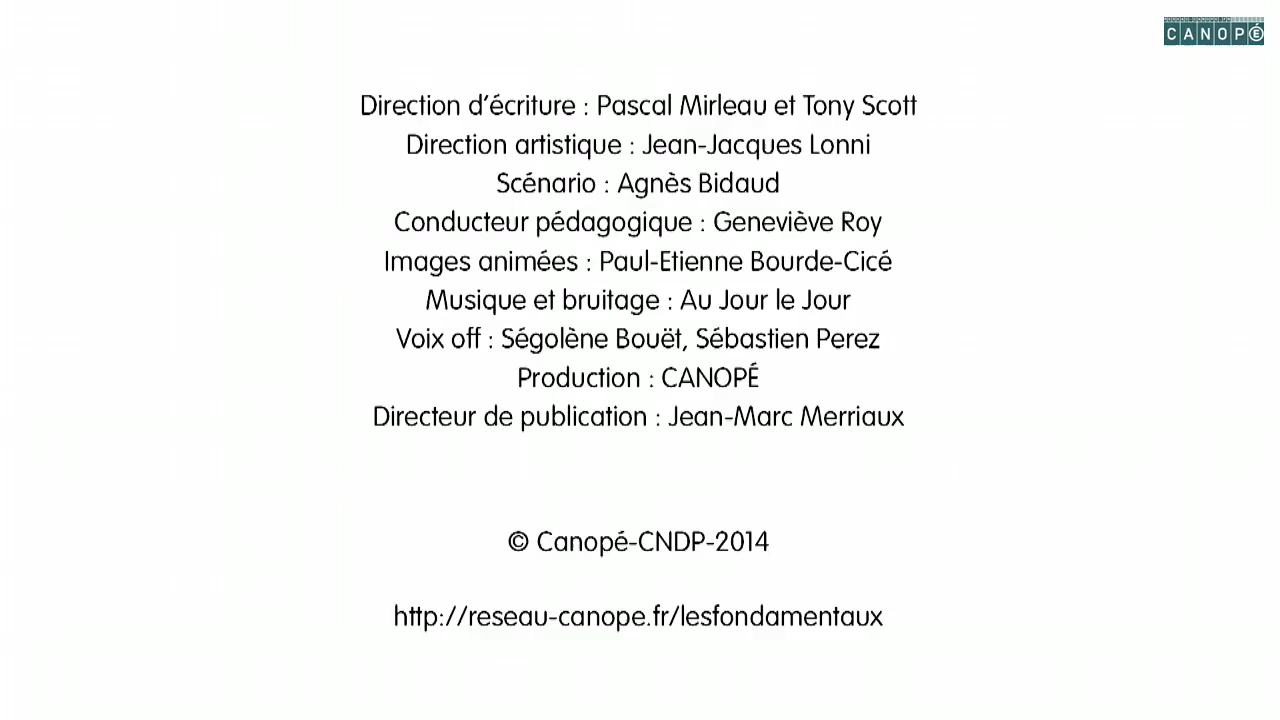 CANOPÉ
Direction d'écriture : Pascal Mirleau et Tony Scott
Direction artistique : Jean-Jacques Lonni
Scénario : Agnès Bidaud
Conducteur pédagogique : Geneviève Roy
Images animées : Paul-Etienne Bourde-Cicé
Musique et bruitage : Au Jour le Jour
Voix off : Ségolène Bouët, Sébastien Perez
Production : CANOPÉ
Directeur de publication : Jean-Marc Merriaux
© Canopé-CNDP-2014
http://reseau-canope.fr/lesfondamentaux